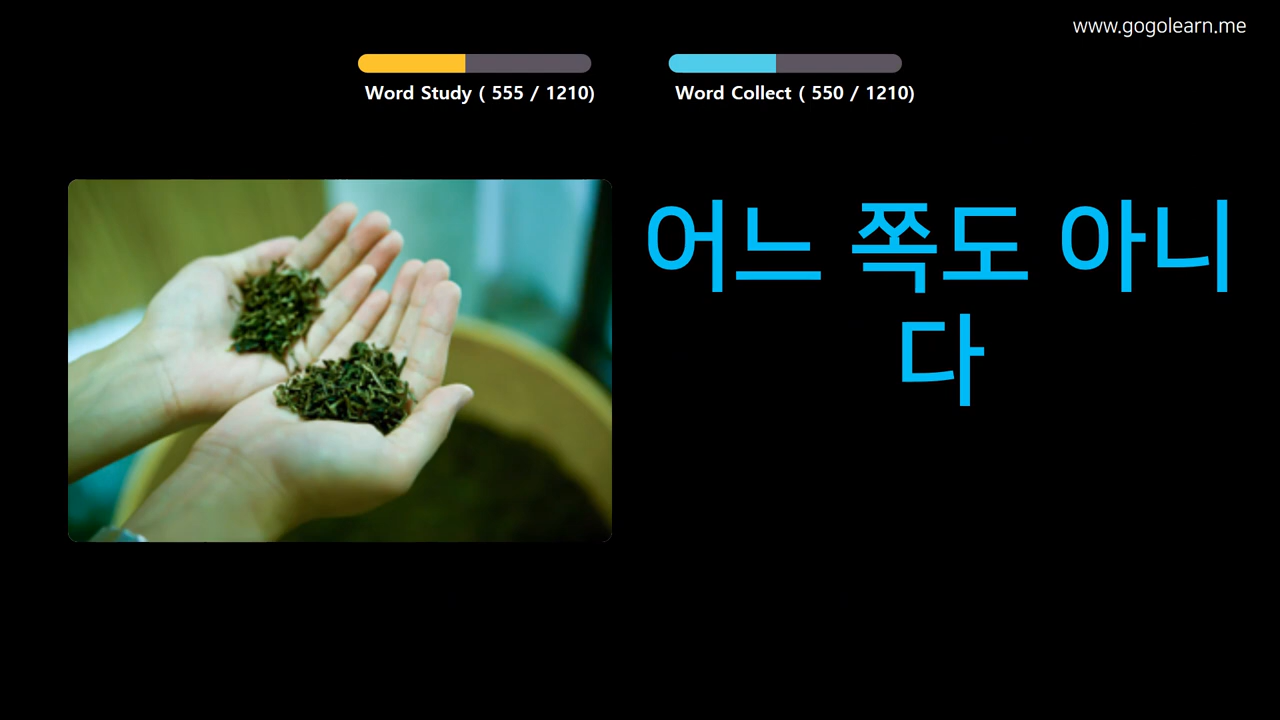 www.gogolearn.me
Word Study ( 555 / 1210)
Word Collect ( 550 / 1210)
어느 쪽도 아니
다